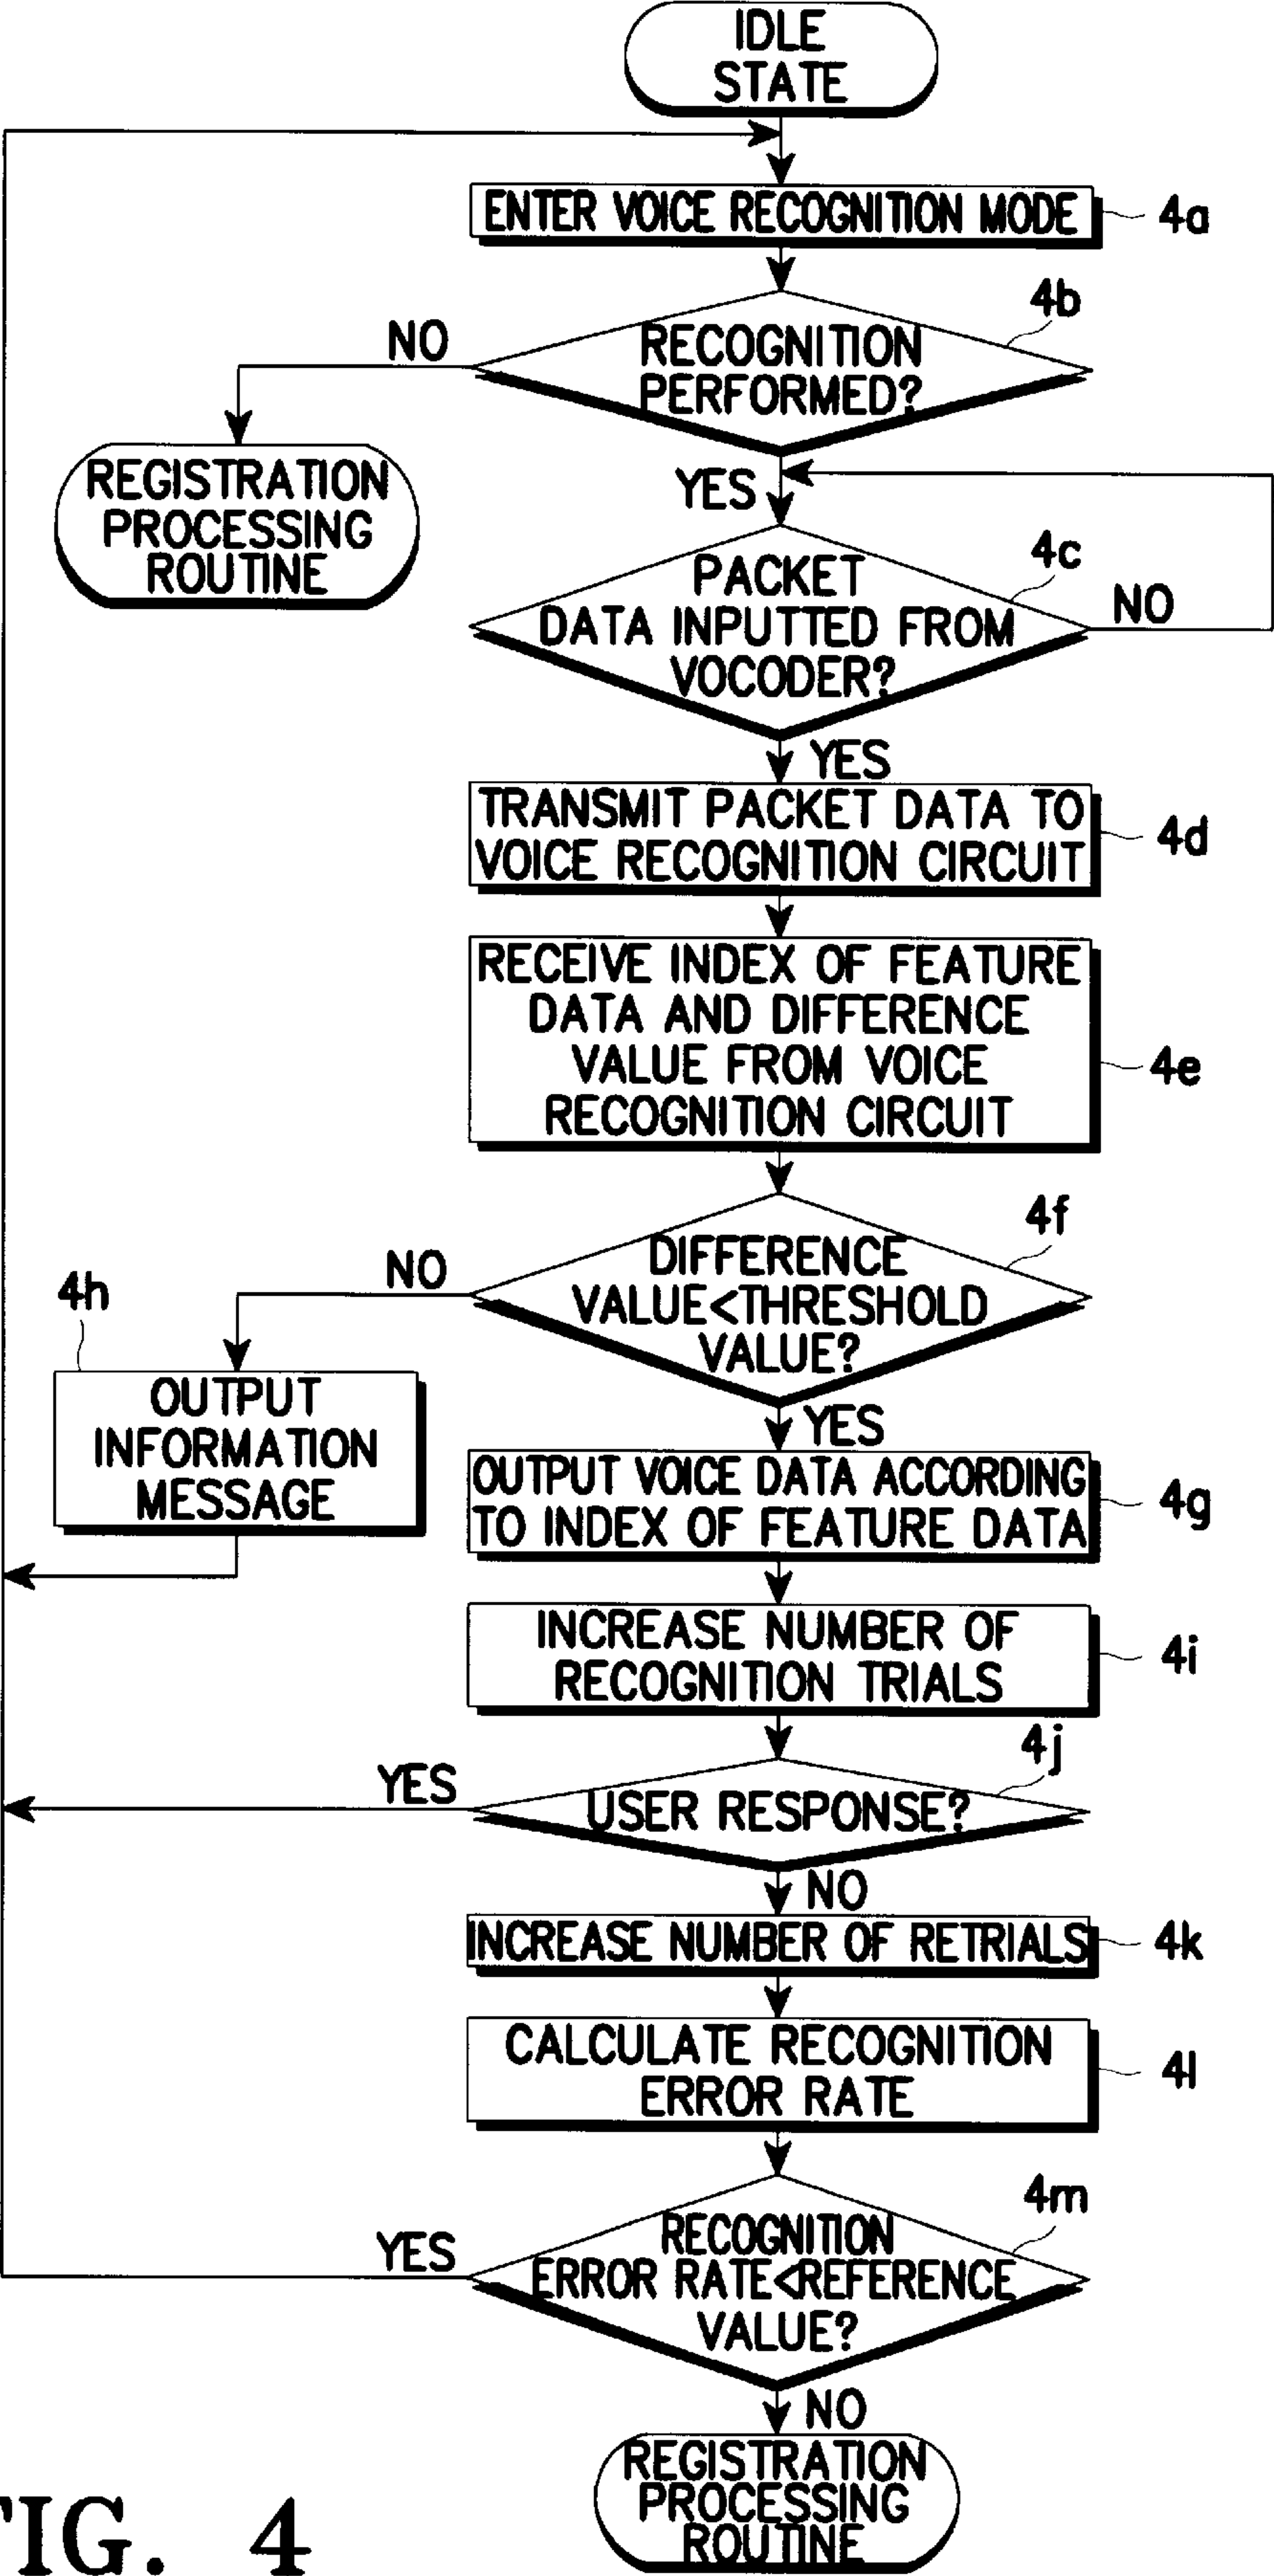 IDLE
STATE
ENTER VOICE RECOGNITION MODE
4a
4b
NO
RECOGNITION
PERFORMED?
REGISTRATION
PROCESSING
ROUTINE
YES
4c
PACKET
DATA INPUTTED FROM
VOCODER?
NO
YES
TRANSMIT PACKET DATA TO
VOICE RECOGNITION CIRCUIT
4d
RECEIVE INDEX OF FEATURE
DATA AND DIFFERENCE
VALUE FROM VOICE
RECOGNITION CIRCUIT
4e
4f
NO
DIFFERENCE
VALUE<THRESHOLD
VALUE?
4h
OUTPUT
INFORMATION
MESSAGE
YES
OUTPUT VOICE DATA ACCORDING
TO INDEX OF FEATURE DATA
4g
INCREASE NUMBER OF
RECOGNITION TRIALS
4i
4j
YES
USER RESPONSE?
NO
INCREASE NUMBER OF RETRIALS
4k
CALCULATE RECOGNITION
ERROR RATE
4l
4m
YES
RECOGNITION
ERROR RATE<REFERENCE
VALUE?
NO
REGISTRATION
PROCESSING
ROUTINE
FIG. 4